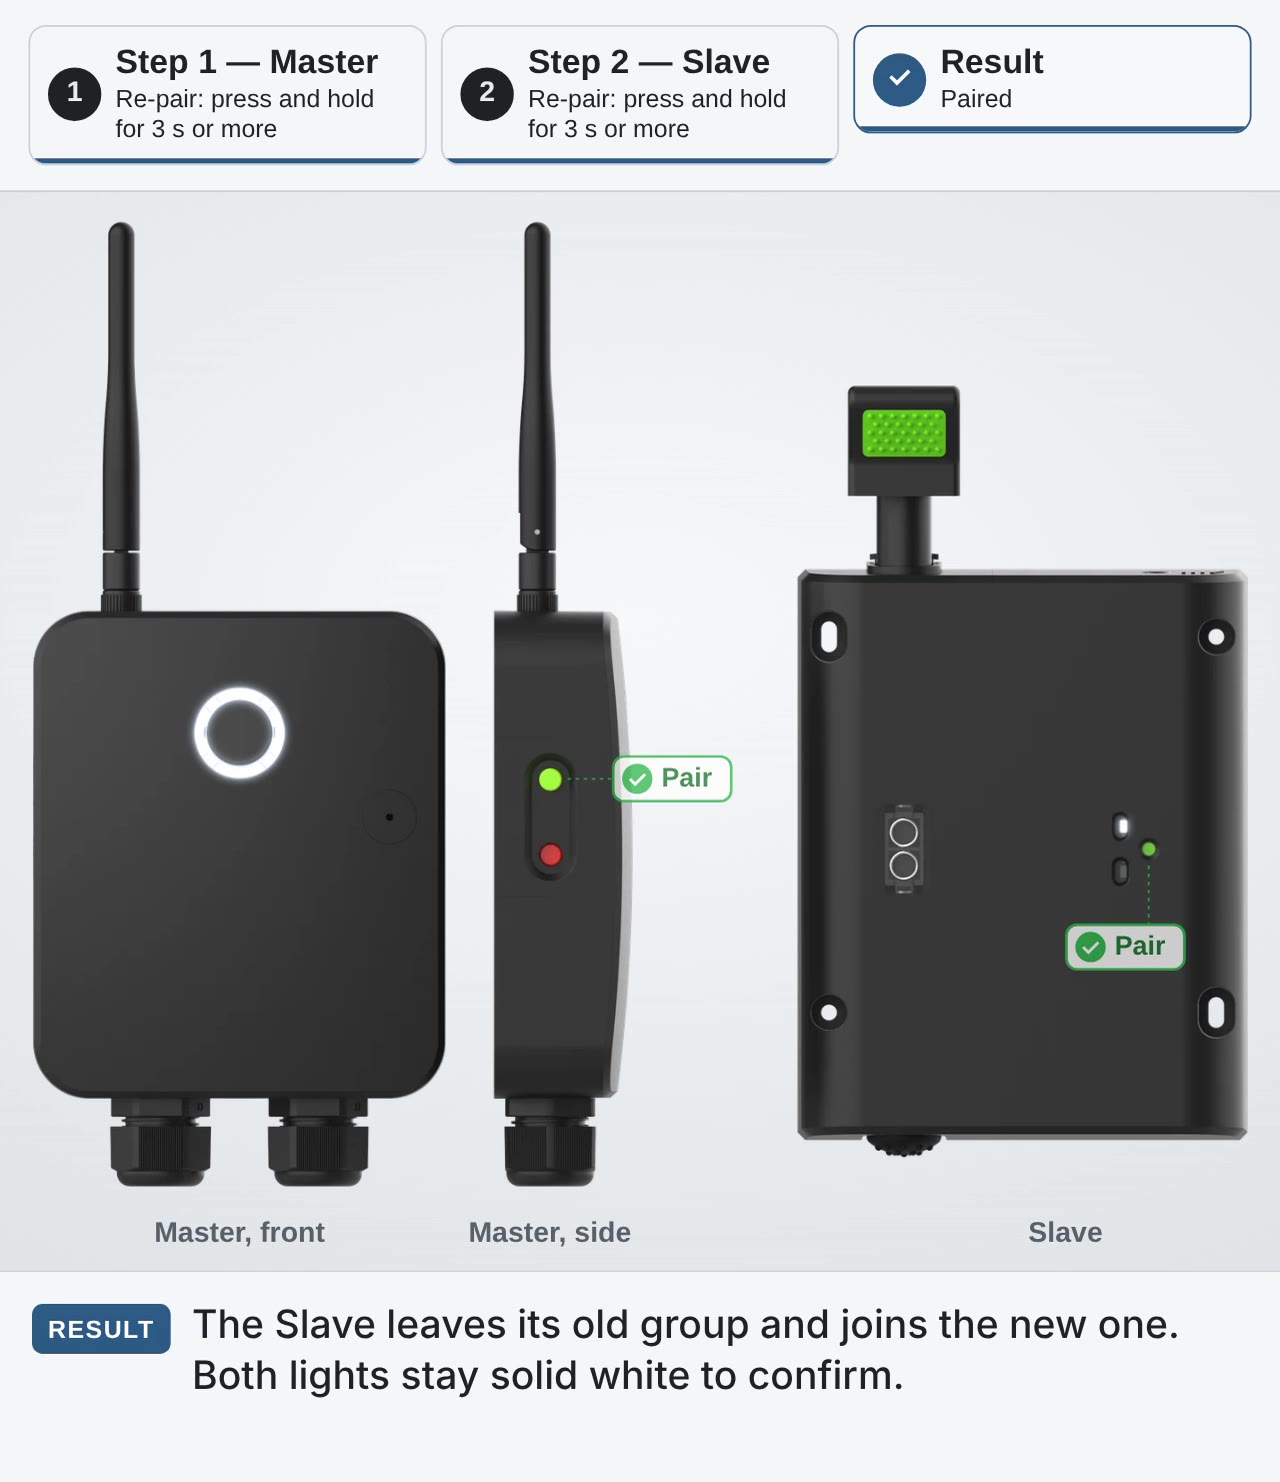 1
Step 1 — Master
Re-pair: press and hold
for 3 s or more
2
Step 2 — Slave
Re-pair: press and hold
for 3 s or more
Result
Paired
Pair
Pair
Master, front
Master, side
Slave
RESULT
The Slave leaves its old group and joins the new one.
Both lights stay solid white to confirm.